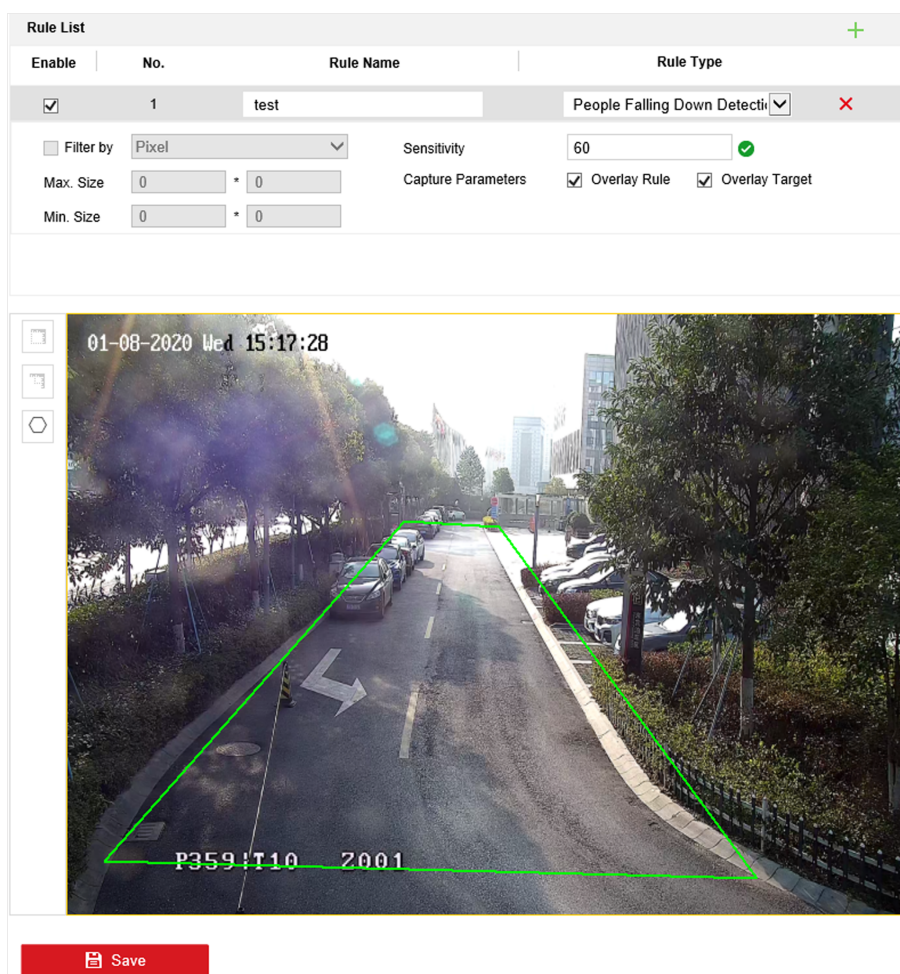 Rule List
Enable No. Rule Name Rule Type
1 test People Falling Down Detectic
Filter by Pixel Sensitivity 60
Max. Size 0 * 0 Capture Parameters Overlay Rule Overlay Target
Min. Size 0 * 0
01-08-2020 Wed 15:17:28
P359!T10 Z001
Save